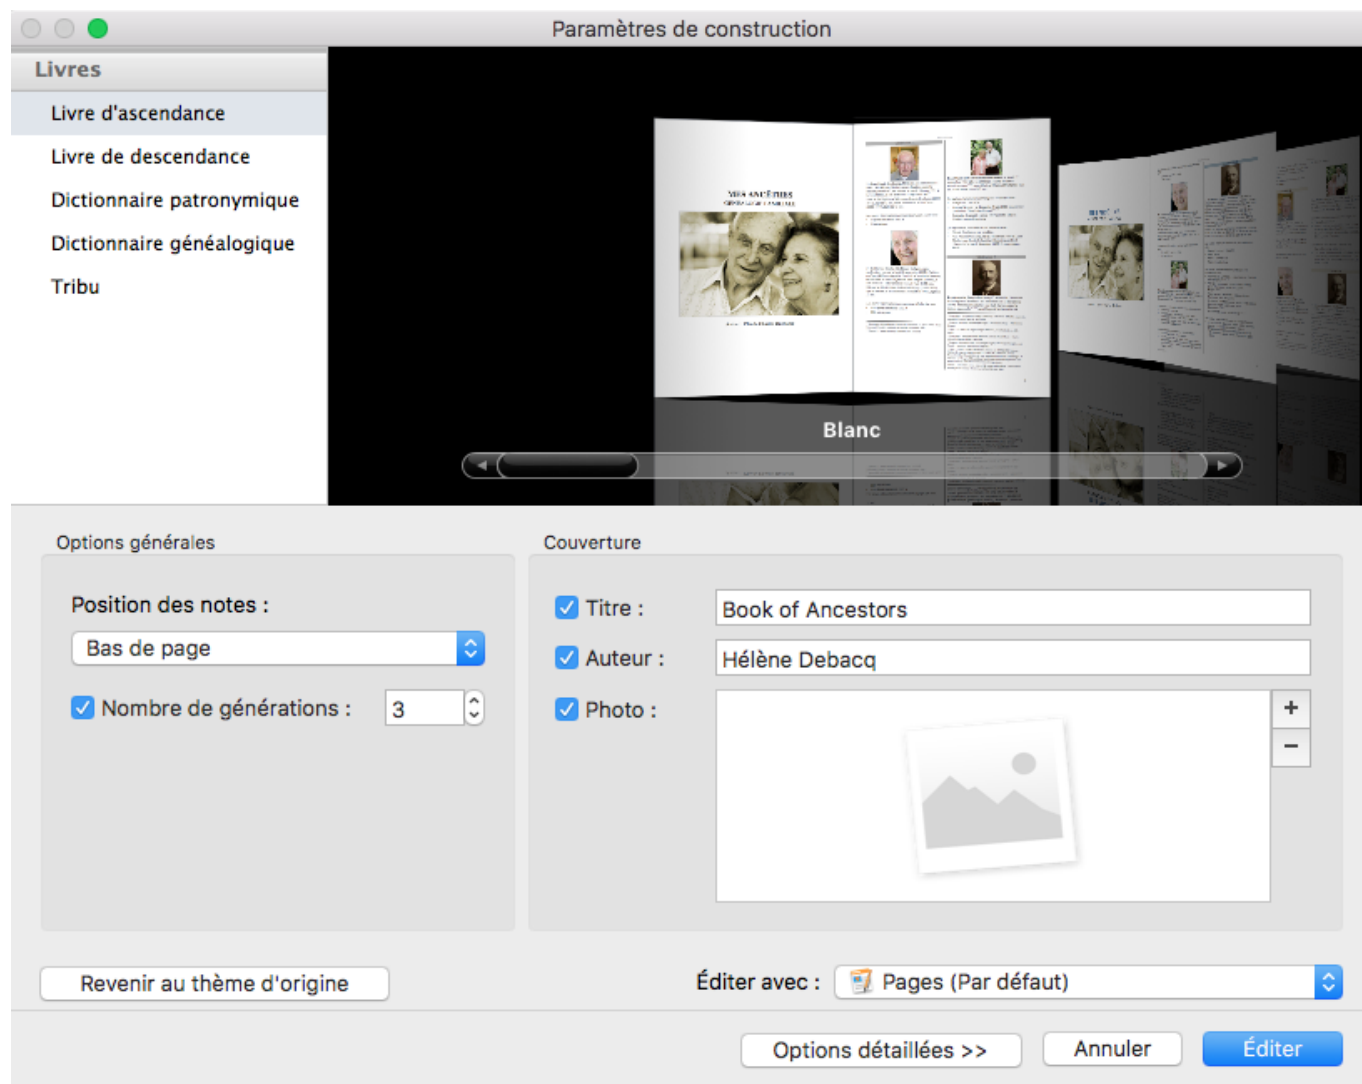 Paramètres de construction
Livres
Livre d'ascendance
Livre de descendance
Dictionnaire patronymique
Dictionnaire généalogique
Tribu
MES ANCÊTRES
Blanc
Options générales
Position des notes :
Bas de page
Nombre de générations : 3
Couverture
Titre : Book of Ancestors
Auteur : Hélène Debacq
Photo :
+
−
Revenir au thème d'origine
Éditer avec : Pages (Par défaut)
Options détaillées >>
Annuler
Éditer